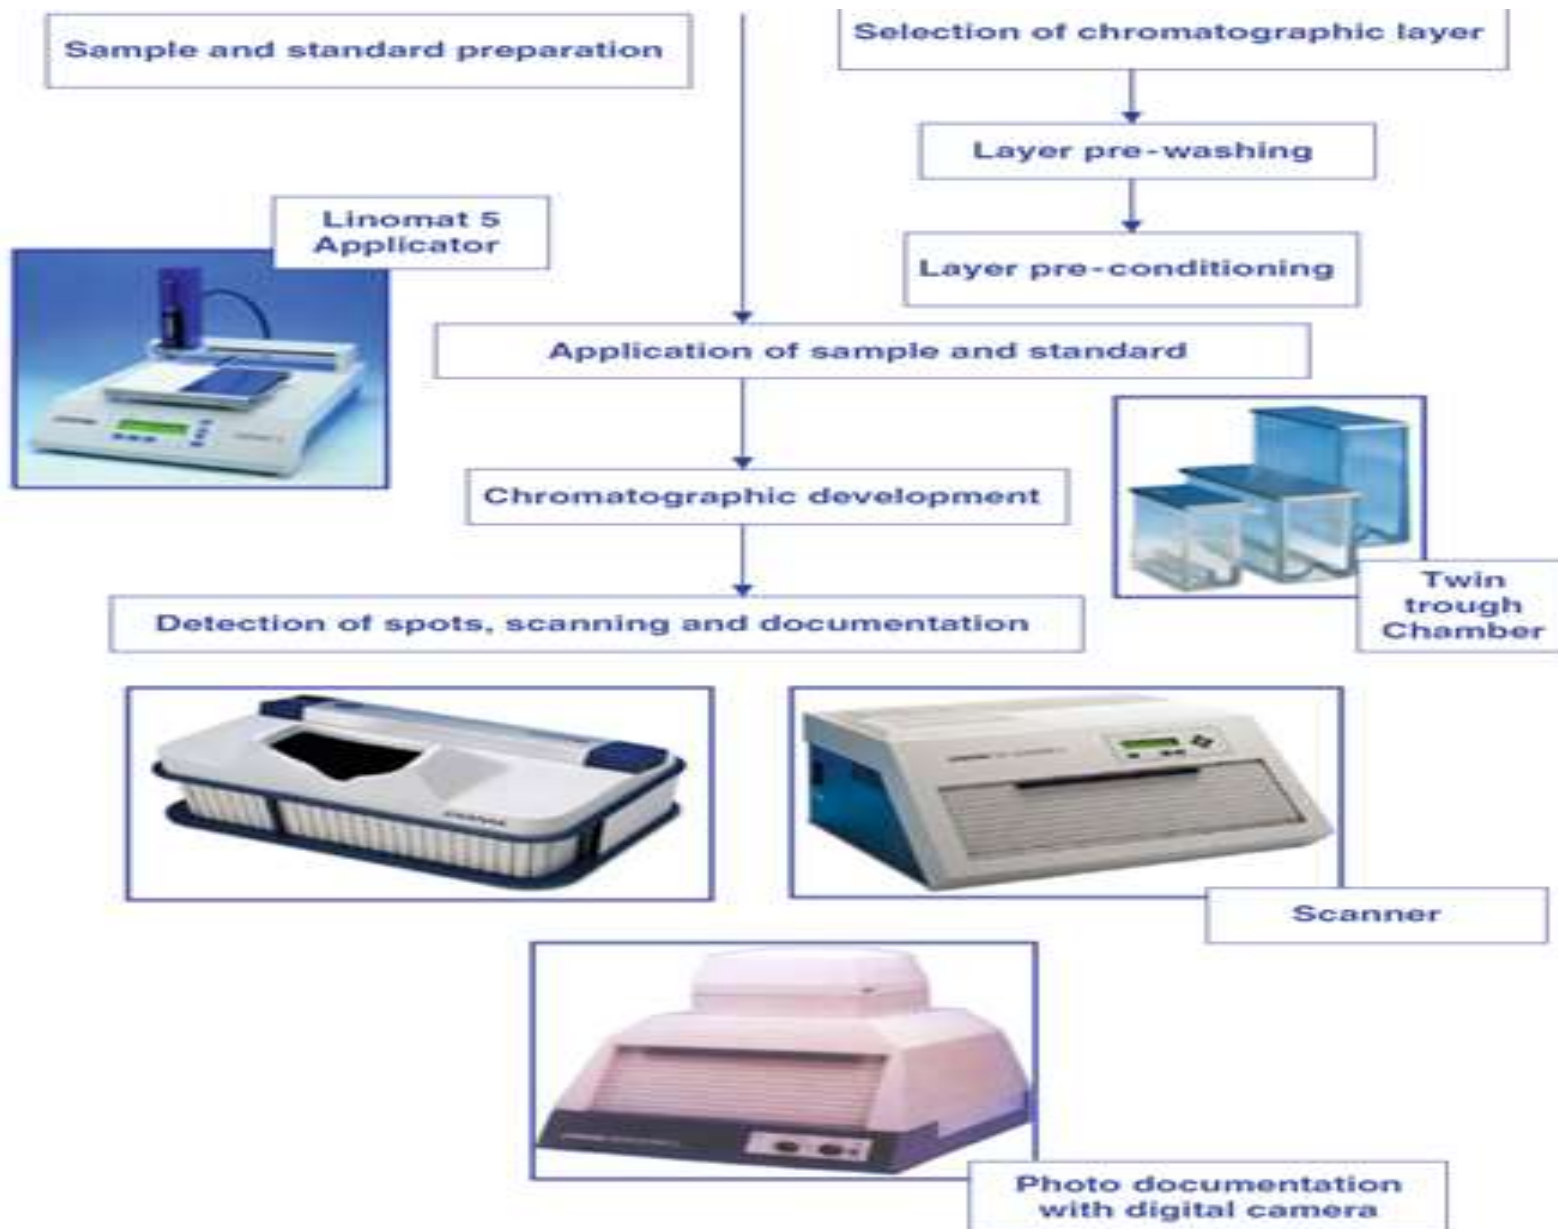 Sample and standard preparation
Selection of chromatographic layer
Layer pre-washing
Linomat 5
Applicator
Layer pre-conditioning
Application of sample and standard
Chromatographic development
Twin
trough
Chamber
Detection of spots, scanning and documentation
Scanner
Photo documentation
with digital camera